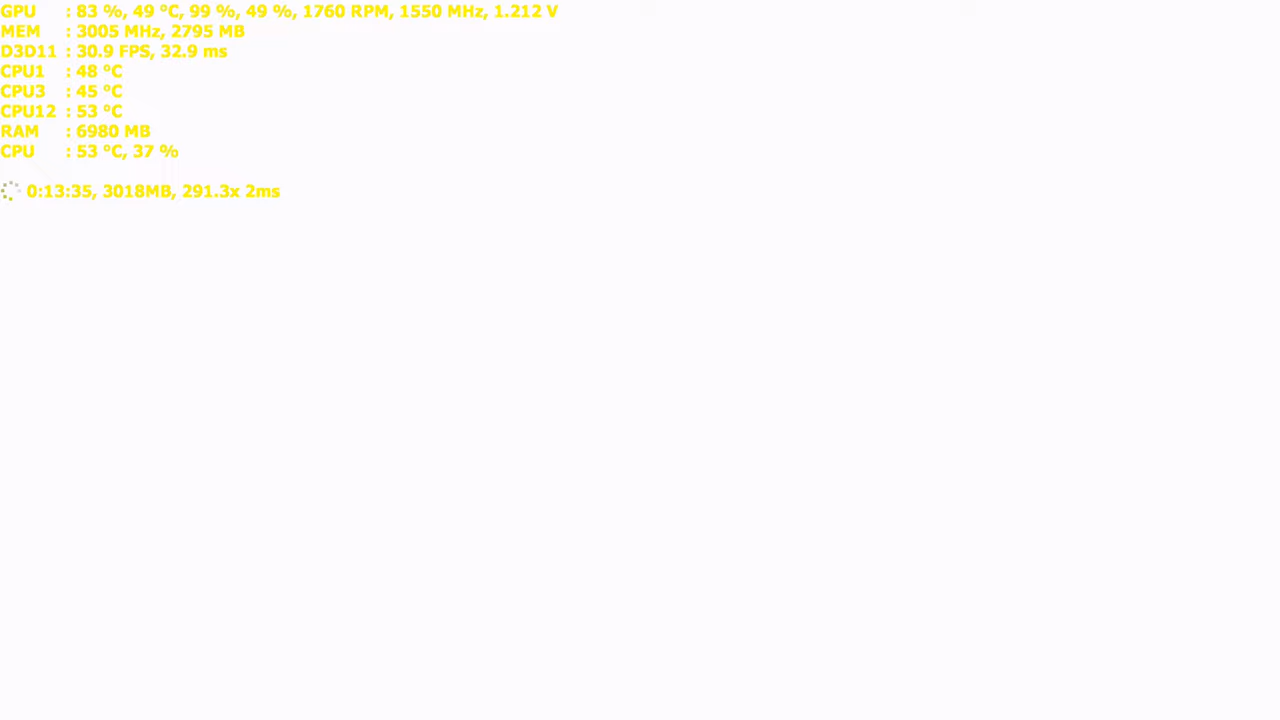 GPU : 83 %, 49 °C, 99 %, 49 %, 1760 RPM, 1550 MHz, 1.212 V
MEM : 3005 MHz, 2795 MB
D3D11 : 30.9 FPS, 32.9 ms
CPU1 : 48 °C
CPU3 : 45 °C
CPU12 : 53 °C
RAM : 6980 MB
CPU : 53 °C, 37 %
0:13:35, 3018MB, 291.3x 2ms